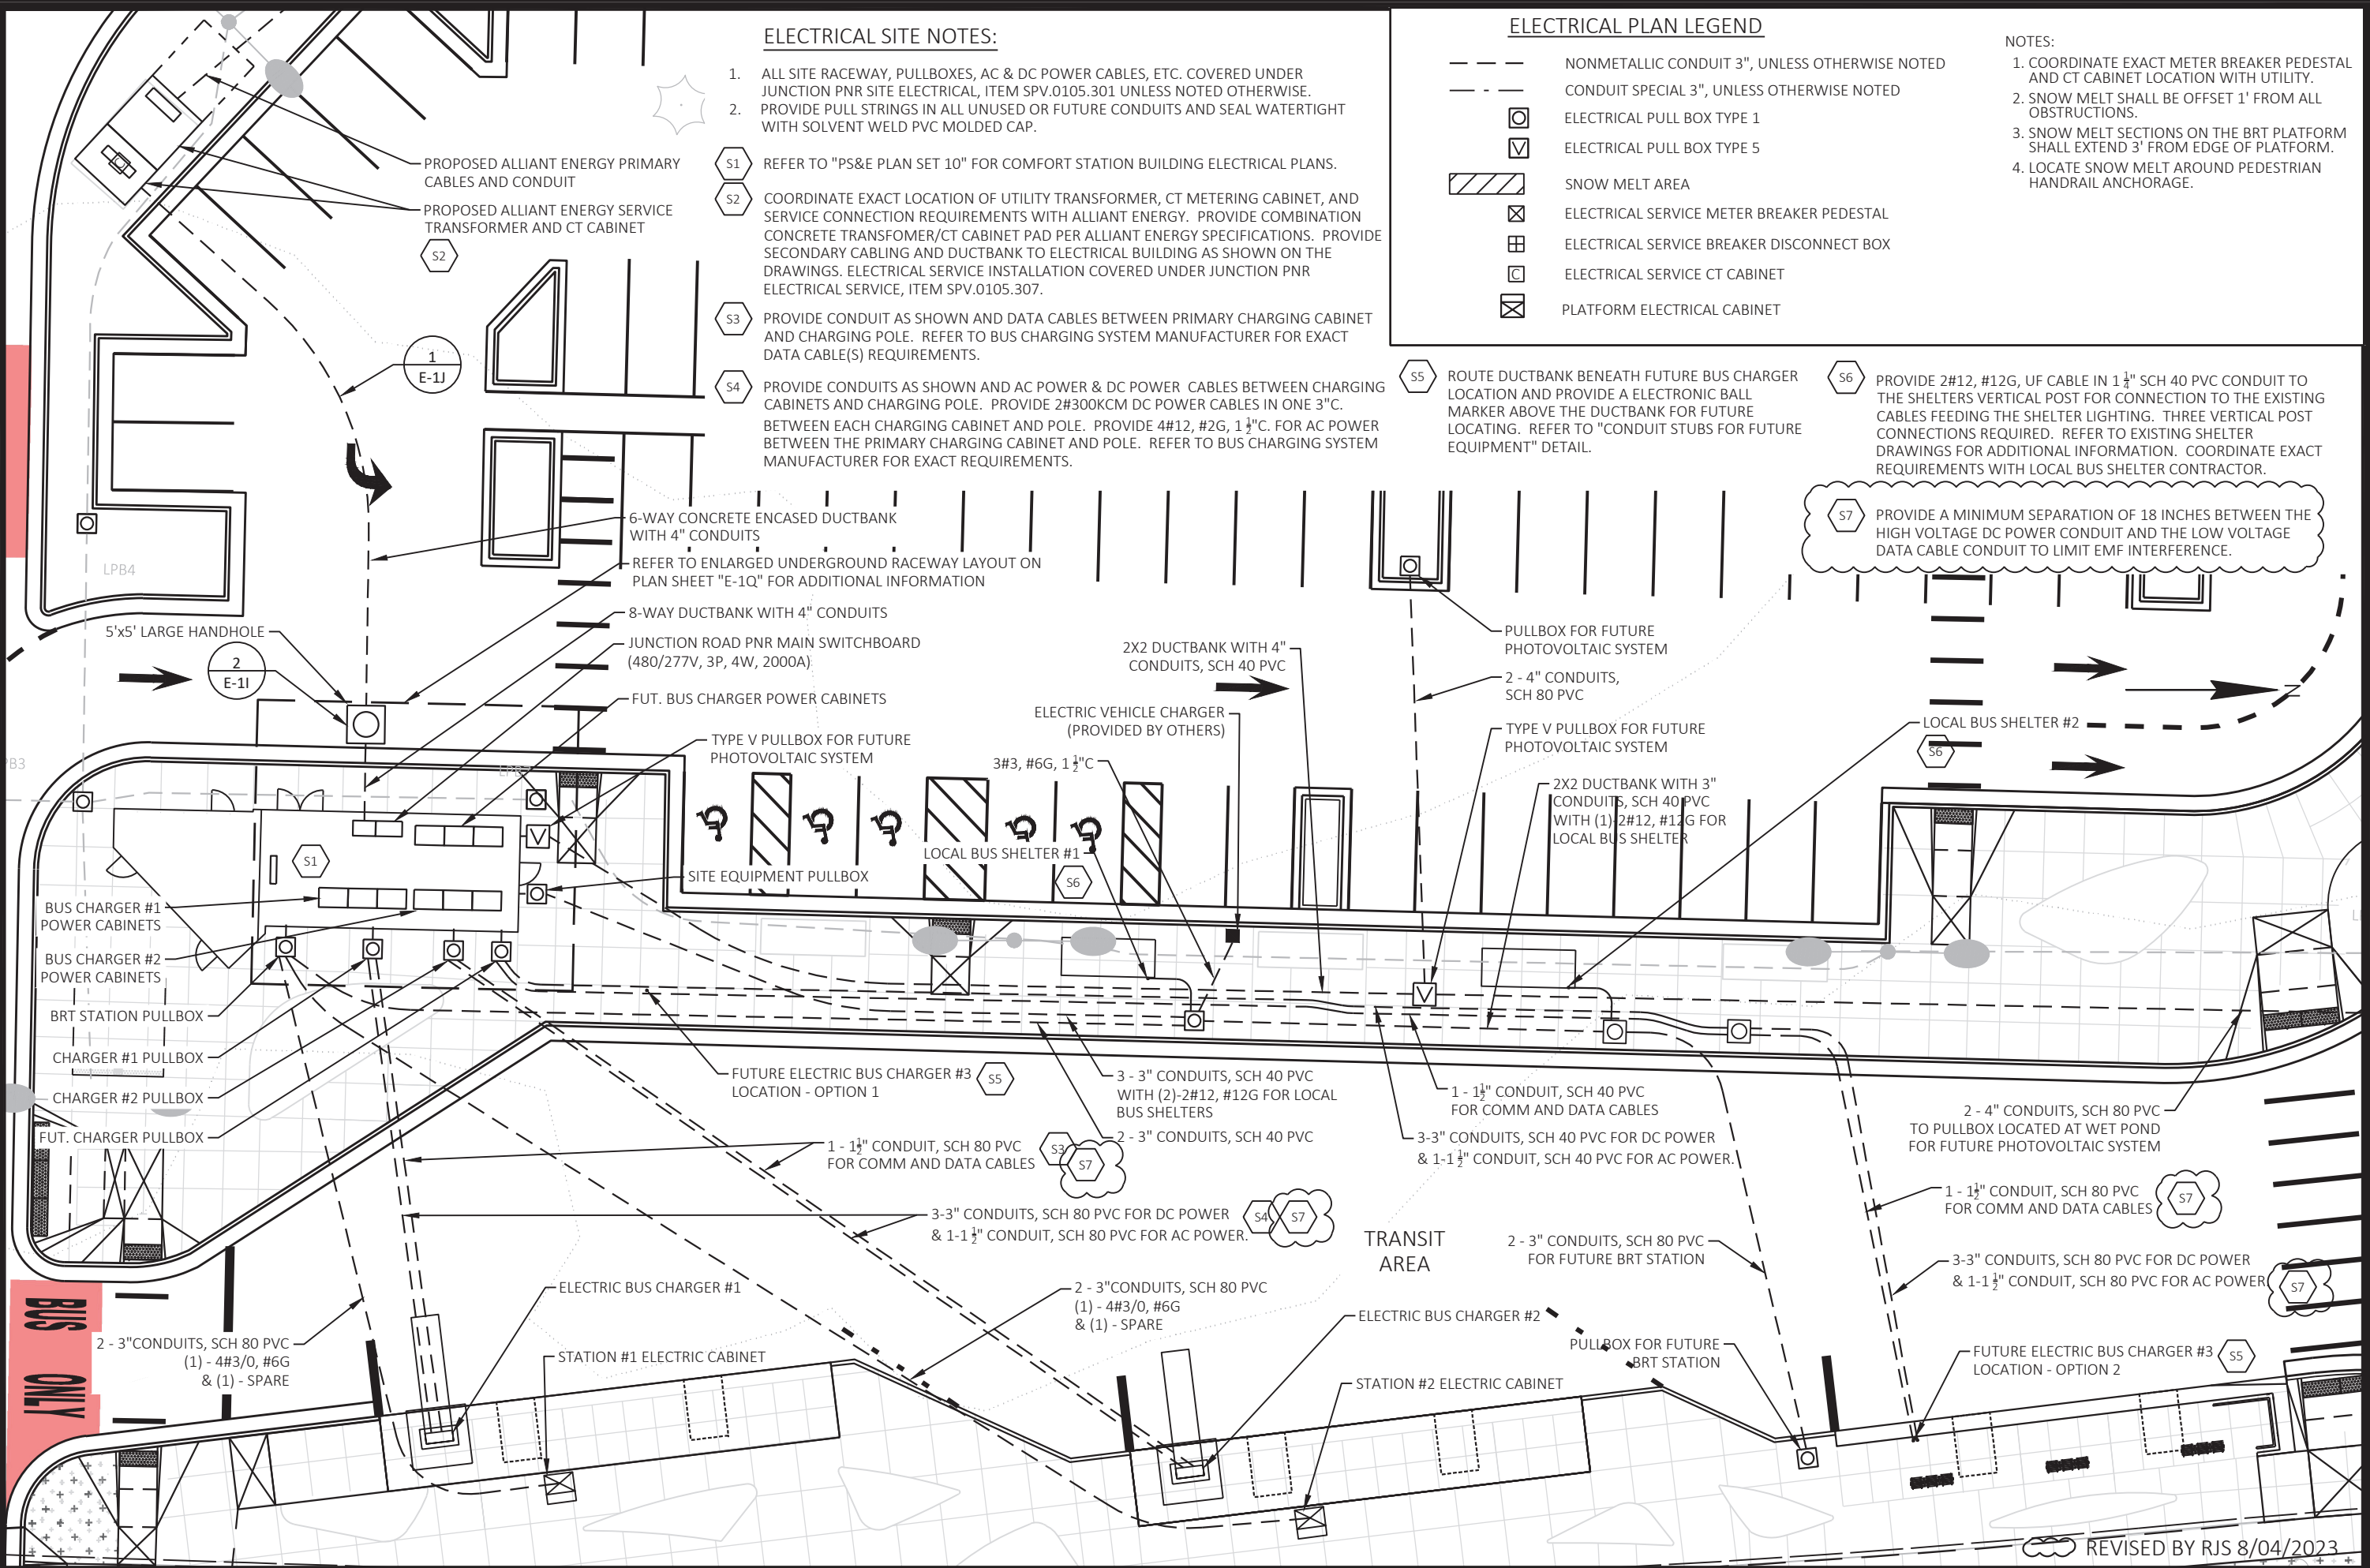 ELECTRICAL SITE NOTES:
1. ALL SITE RACEWAY, PULLBOXES, AC & DC POWER CABLES, ETC. COVERED UNDER
JUNCTION PNR SITE ELECTRICAL, ITEM SPV.0105.301 UNLESS NOTED OTHERWISE.
2. PROVIDE PULL STRINGS IN ALL UNUSED OR FUTURE CONDUITS AND SEAL WATERTIGHT
WITH SOLVENT WELD PVC MOLDED CAP.
S1 REFER TO "PS&E PLAN SET 10" FOR COMFORT STATION BUILDING ELECTRICAL PLANS.
S2 COORDINATE EXACT LOCATION OF UTILITY TRANSFORMER, CT METERING CABINET, AND
SERVICE CONNECTION REQUIREMENTS WITH ALLIANT ENERGY. PROVIDE COMBINATION
CONCRETE TRANSFOMER/CT CABINET PAD PER ALLIANT ENERGY SPECIFICATIONS. PROVIDE
SECONDARY CABLING AND DUCTBANK TO ELECTRICAL BUILDING AS SHOWN ON THE
DRAWINGS. ELECTRICAL SERVICE INSTALLATION COVERED UNDER JUNCTION PNR
ELECTRICAL SERVICE, ITEM SPV.0105.307.
S3 PROVIDE CONDUIT AS SHOWN AND DATA CABLES BETWEEN PRIMARY CHARGING CABINET
AND CHARGING POLE. REFER TO BUS CHARGING SYSTEM MANUFACTURER FOR EXACT
DATA CABLE(S) REQUIREMENTS.
S4 PROVIDE CONDUITS AS SHOWN AND AC POWER & DC POWER CABLES BETWEEN CHARGING
CABINETS AND CHARGING POLE. PROVIDE 2#300KCM DC POWER CABLES IN ONE 3"C.
BETWEEN EACH CHARGING CABINET AND POLE. PROVIDE 4#12, #2G, 1 1/2"C. FOR AC POWER
BETWEEN THE PRIMARY CHARGING CABINET AND POLE. REFER TO BUS CHARGING SYSTEM
MANUFACTURER FOR EXACT REQUIREMENTS.
ELECTRICAL PLAN LEGEND
NONMETALLIC CONDUIT 3", UNLESS OTHERWISE NOTED
CONDUIT SPECIAL 3", UNLESS OTHERWISE NOTED
ELECTRICAL PULL BOX TYPE 1
V ELECTRICAL PULL BOX TYPE 5
SNOW MELT AREA
ELECTRICAL SERVICE METER BREAKER PEDESTAL
ELECTRICAL SERVICE BREAKER DISCONNECT BOX
C ELECTRICAL SERVICE CT CABINET
PLATFORM ELECTRICAL CABINET
NOTES:
1. COORDINATE EXACT METER BREAKER PEDESTAL
AND CT CABINET LOCATION WITH UTILITY.
2. SNOW MELT SHALL BE OFFSET 1' FROM ALL
OBSTRUCTIONS.
3. SNOW MELT SECTIONS ON THE BRT PLATFORM
SHALL EXTEND 3' FROM EDGE OF PLATFORM.
4. LOCATE SNOW MELT AROUND PEDESTRIAN
HANDRAIL ANCHORAGE.
S5 ROUTE DUCTBANK BENEATH FUTURE BUS CHARGER
LOCATION AND PROVIDE A ELECTRONIC BALL
MARKER ABOVE THE DUCTBANK FOR FUTURE
LOCATING. REFER TO "CONDUIT STUBS FOR FUTURE
EQUIPMENT" DETAIL.
S6 PROVIDE 2#12, #12G, UF CABLE IN 1 1/4" SCH 40 PVC CONDUIT TO
THE SHELTERS VERTICAL POST FOR CONNECTION TO THE EXISTING
CABLES FEEDING THE SHELTER LIGHTING. THREE VERTICAL POST
CONNECTIONS REQUIRED. REFER TO EXISTING SHELTER
DRAWINGS FOR ADDITIONAL INFORMATION. COORDINATE EXACT
REQUIREMENTS WITH LOCAL BUS SHELTER CONTRACTOR.
S7 PROVIDE A MINIMUM SEPARATION OF 18 INCHES BETWEEN THE
HIGH VOLTAGE DC POWER CONDUIT AND THE LOW VOLTAGE
DATA CABLE CONDUIT TO LIMIT EMF INTERFERENCE.
PROPOSED ALLIANT ENERGY PRIMARY
CABLES AND CONDUIT
PROPOSED ALLIANT ENERGY SERVICE
TRANSFORMER AND CT CABINET
S2
1
E-1J
6-WAY CONCRETE ENCASED DUCTBANK
WITH 4" CONDUITS
REFER TO ENLARGED UNDERGROUND RACEWAY LAYOUT ON
PLAN SHEET "E-1Q" FOR ADDITIONAL INFORMATION
LPB4
8-WAY DUCTBANK WITH 4" CONDUITS
5'x5' LARGE HANDHOLE
2
E-1I
JUNCTION ROAD PNR MAIN SWITCHBOARD
(480/277V, 3P, 4W, 2000A)
FUT. BUS CHARGER POWER CABINETS
TYPE V PULLBOX FOR FUTURE
PHOTOVOLTAIC SYSTEM
2X2 DUCTBANK WITH 4"
CONDUITS, SCH 40 PVC
ELECTRIC VEHICLE CHARGER
(PROVIDED BY OTHERS)
3#3, #6G, 1 1/2"C
PULLBOX FOR FUTURE
PHOTOVOLTAIC SYSTEM
2 - 4" CONDUITS,
SCH 80 PVC
TYPE V PULLBOX FOR FUTURE
PHOTOVOLTAIC SYSTEM
LOCAL BUS SHELTER #2
S6
2X2 DUCTBANK WITH 3"
CONDUITS, SCH 40 PVC
WITH (1)-2#12, #12G FOR
LOCAL BUS SHELTER
LOCAL BUS SHELTER #1
S6
S1
V
V
SITE EQUIPMENT PULLBOX
BUS CHARGER #1
POWER CABINETS
BUS CHARGER #2
POWER CABINETS
BRT STATION PULLBOX
CHARGER #1 PULLBOX
CHARGER #2 PULLBOX
FUT. CHARGER PULLBOX
FUTURE ELECTRIC BUS CHARGER #3
LOCATION - OPTION 1
S5
3 - 3" CONDUITS, SCH 40 PVC
WITH (2)-2#12, #12G FOR LOCAL
BUS SHELTERS
2 - 3" CONDUITS, SCH 40 PVC
1 - 1 1/2" CONDUIT, SCH 40 PVC
FOR COMM AND DATA CABLES
3-3" CONDUITS, SCH 40 PVC FOR DC POWER
& 1-1 1/2" CONDUIT, SCH 40 PVC FOR AC POWER.
2 - 4" CONDUITS, SCH 80 PVC
TO PULLBOX LOCATED AT WET POND
FOR FUTURE PHOTOVOLTAIC SYSTEM
1 - 1 1/2" CONDUIT, SCH 80 PVC
FOR COMM AND DATA CABLES
S3
S7
3-3" CONDUITS, SCH 80 PVC FOR DC POWER
& 1-1 1/2" CONDUIT, SCH 80 PVC FOR AC POWER.
S4
S7
TRANSIT
AREA
1 - 1 1/2" CONDUIT, SCH 80 PVC
FOR COMM AND DATA CABLES
S7
2 - 3" CONDUITS, SCH 80 PVC
FOR FUTURE BRT STATION
3-3" CONDUITS, SCH 80 PVC FOR DC POWER
& 1-1 1/2" CONDUIT, SCH 80 PVC FOR AC POWER
S7
ELECTRIC BUS CHARGER #1
2 - 3"CONDUITS, SCH 80 PVC
(1) - 4#3/0, #6G
& (1) - SPARE
ELECTRIC BUS CHARGER #2
BUS ONLY
2 - 3"CONDUITS, SCH 80 PVC
(1) - 4#3/0, #6G
& (1) - SPARE
STATION #1 ELECTRIC CABINET
STATION #2 ELECTRIC CABINET
PULLBOX FOR FUTURE
BRT STATION
FUTURE ELECTRIC BUS CHARGER #3
LOCATION - OPTION 2
S5
REVISED BY RJS 8/04/2023